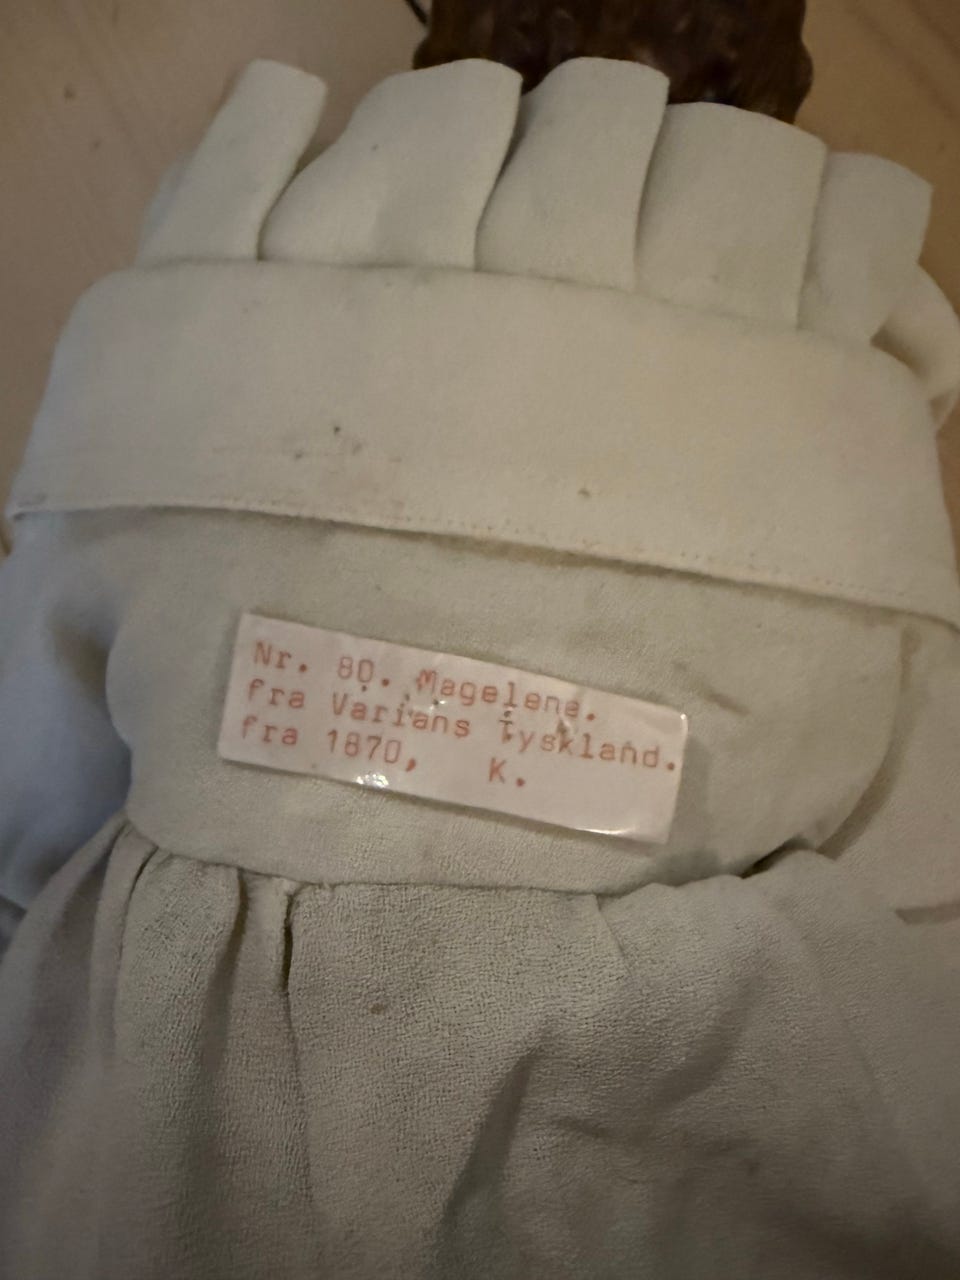 Nr. 80. Magelene.
fra Varians Tyskland.
fra 1870, K.